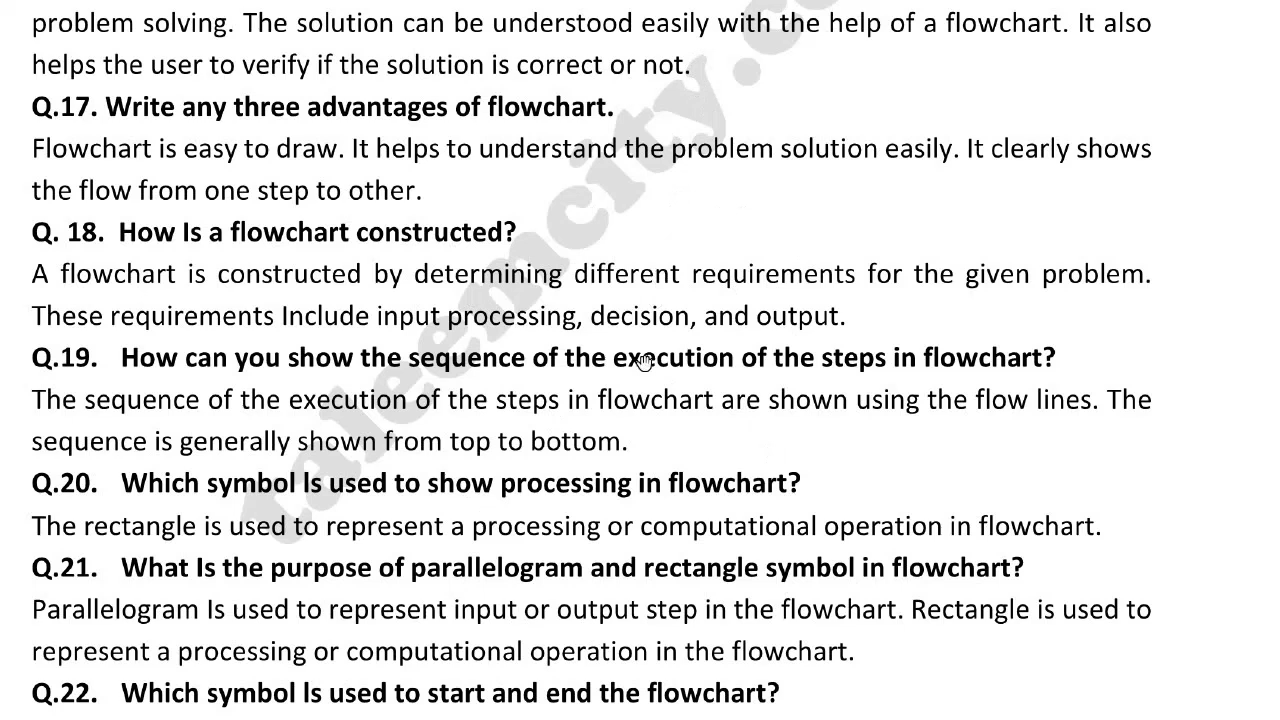 problem solving. The solution can be understood easily with the help of a flowchart. It also
helps the user to verify if the solution is correct or not.
Q.17. Write any three advantages of flowchart.
Flowchart is easy to draw. It helps to understand the problem solution easily. It clearly shows
the flow from one step to other.
Q. 18. How Is a flowchart constructed?
A flowchart is constructed by determining different requirements for the given problem.
These requirements Include input processing, decision, and output.
Q.19. How can you show the sequence of the execution of the steps in flowchart?
The sequence of the execution of the steps in flowchart are shown using the flow lines. The
sequence is generally shown from top to bottom.
Q.20. Which symbol ls used to show processing in flowchart?
The rectangle is used to represent a processing or computational operation in flowchart.
Q.21. What Is the purpose of parallelogram and rectangle symbol in flowchart?
Parallelogram Is used to represent input or output step in the flowchart. Rectangle is used to
represent a processing or computational operation in the flowchart.
Q.22. Which symbol ls used to start and end the flowchart?
taleemcity.co